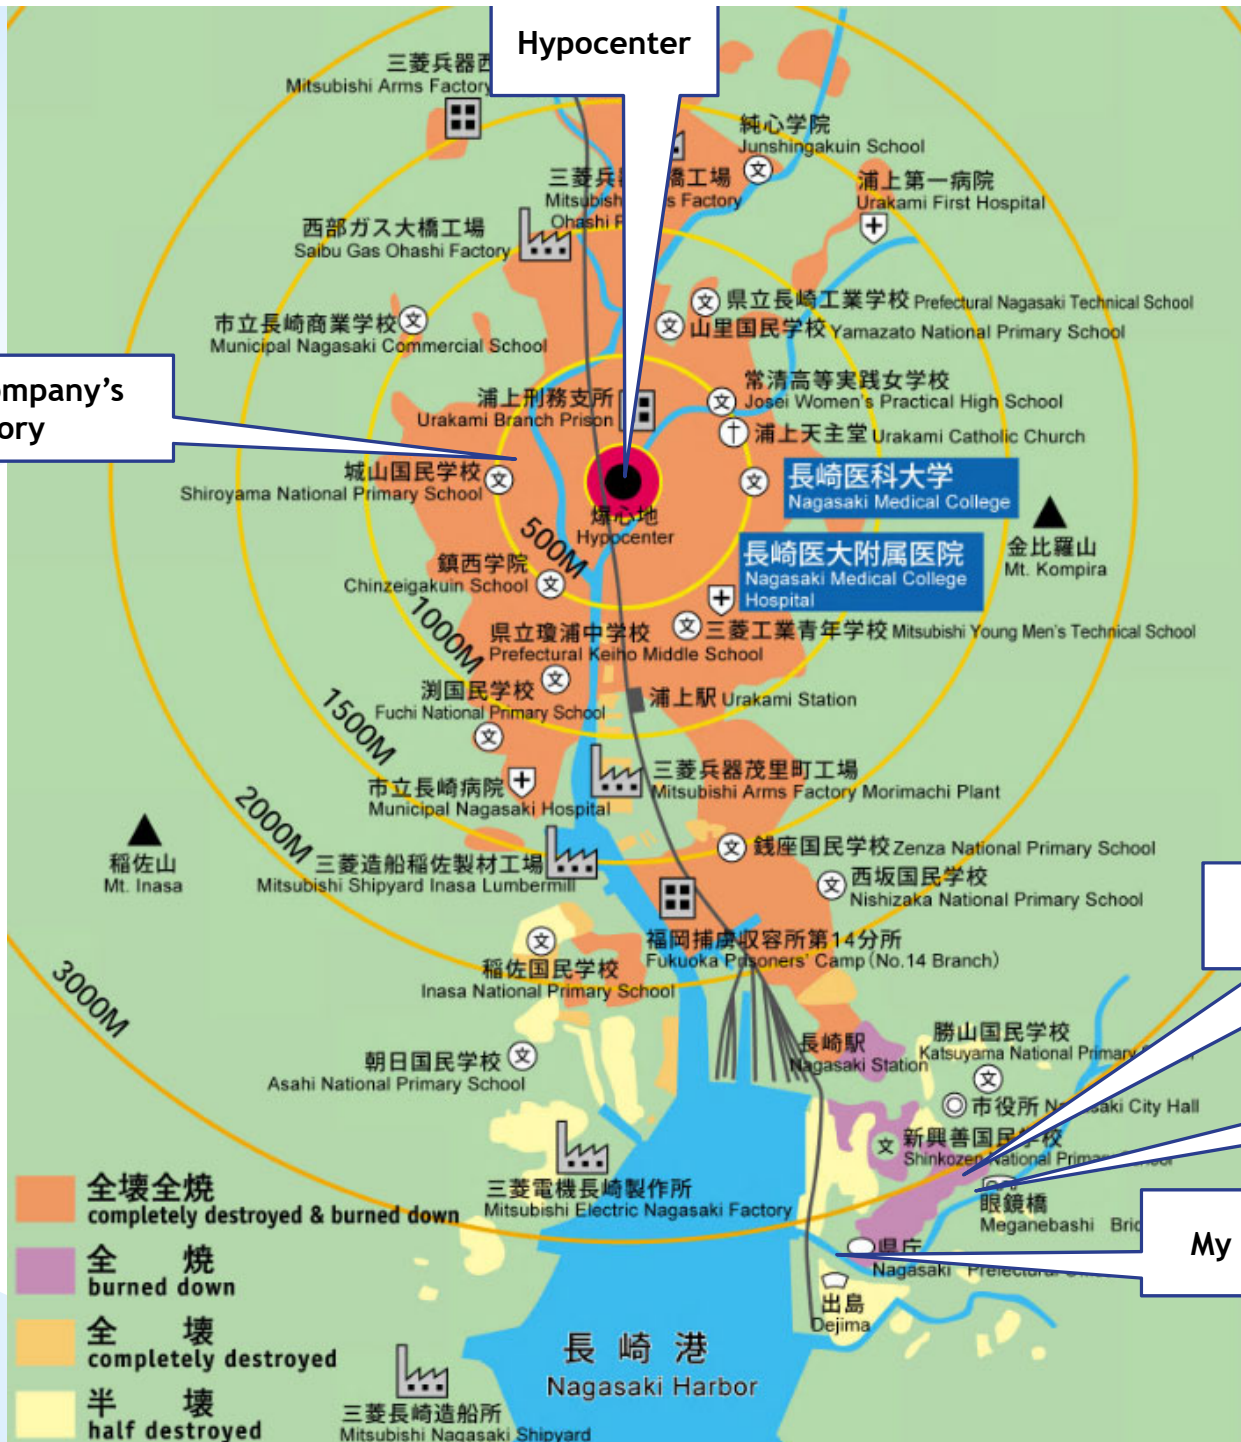 Hypocenter
三菱兵器西
Mitsubishi Arms Factory
純心学院
Junshingakuin School
三菱兵器 橋工場
Mitsubish s Factory
Ohashi P
浦上第一病院
Urakami First Hospital
西部ガス大橋工場
Saibu Gas Ohashi Factory
県立長崎工業学校 Prefectural Nagasaki Technical School
市立長崎商業学校
Municipal Nagasaki Commercial School
山里国民学校 Yamazato National Primary School
ompany's
ory
浦上刑務支所
Urakami Branch Prison
常清高等実践女学校
Josei Women's Practical High School
浦上天主堂 Urakami Catholic Church
城山国民学校
Shiroyama National Primary School
長崎医科大学
Nagasaki Medical College
爆心地
Hypocenter
500M
長崎医大附属医院
Nagasaki Medical College
Hospital
金比羅山
Mt. Kompira
鎮西学院
Chinzeigakuin School
1000M
県立瓊浦中学校
Prefectural Keiho Middle School
三菱工業青年学校 Mitsubishi Young Men's Technical School
渕国民学校
Fuchi National Primary School
浦上駅 Urakami Station
1500M
三菱兵器茂里町工場
Mitsubishi Arms Factory Morimachi Plant
市立長崎病院
Municipal Nagasaki Hospital
2000M
稲佐山
Mt. Inasa
三菱造船稲佐製材工場
Mitsubishi Shipyard Inasa Lumbermill
銭座国民学校 Zenza National Primary School
西坂国民学校
Nishizaka National Primary School
福岡捕虜収容所第14分所
Fukuoka Prisoners' Camp (No.14 Branch)
稲佐国民学校
Inasa National Primary School
3000M
長崎駅
Nagasaki Station
勝山国民学校
Katsuyama National Primary
朝日国民学校
Asahi National Primary School
市役所 Nagasaki City Hall
新興善国民学校
Shinkozen National Primary School
三菱電機長崎製作所
Mitsubishi Electric Nagasaki Factory
眼鏡橋
Meganebashi Brid
My
県庁
Nagasaki Prefectural
出島
Dejima
長崎港
Nagasaki Harbor
三菱長崎造船所
Mitsubishi Nagasaki Shipyard
全壊全焼
completely destroyed & burned down
全 焼
burned down
全 壊
completely destroyed
半 壊
half destroyed